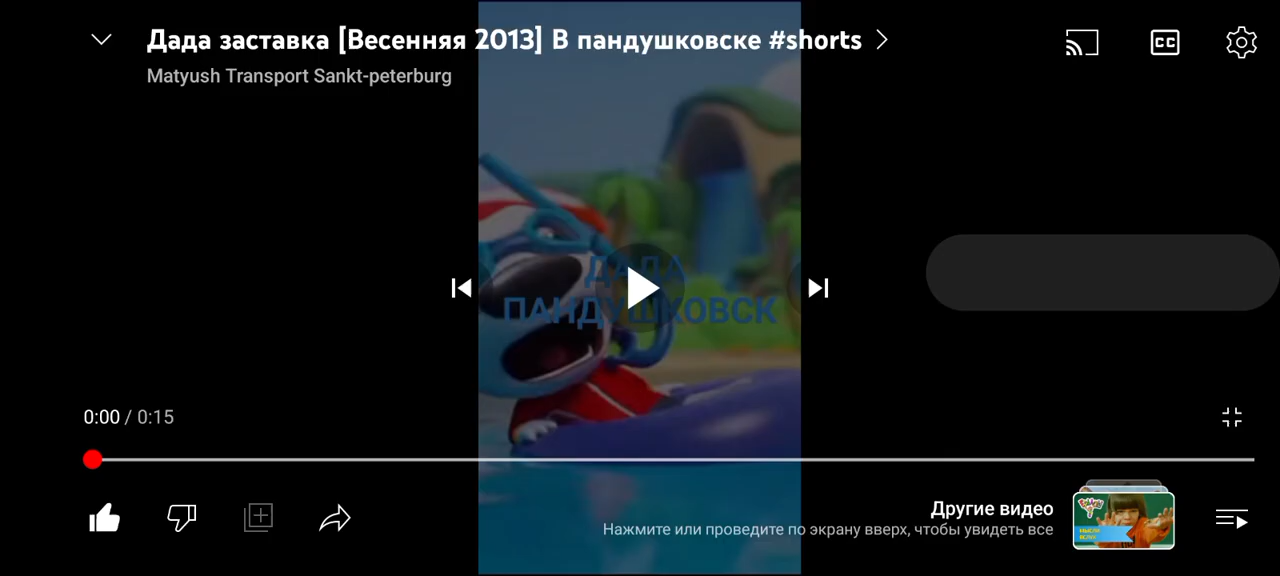 Дада заставка [Весенняя 2013] В пандушковске #shorts
Matyush Transport Sankt-peterburg
CC
ДАДА
ПАНДУШКОВСК
0:00 / 0:15
Другие видео
Нажмите или проведите по экрану вверх, чтобы увидеть все